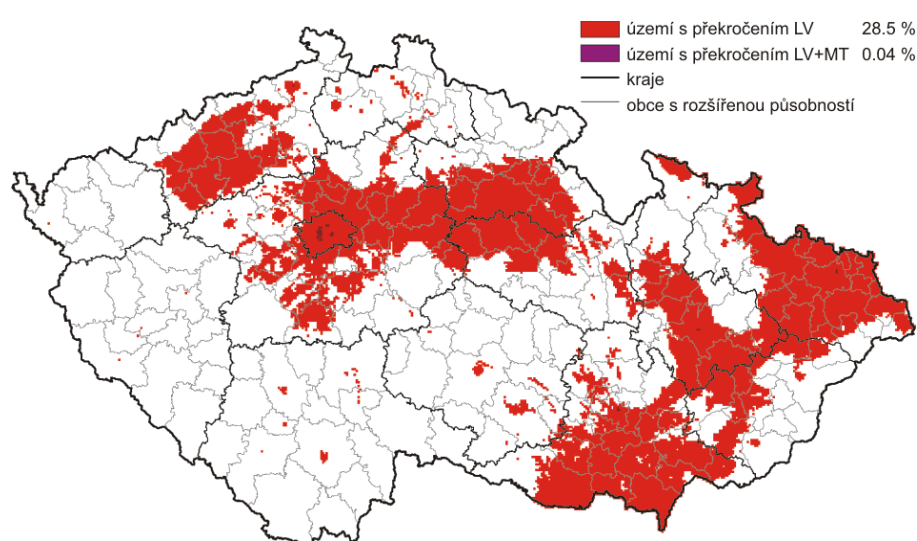 území s překročením LV 28.5 %
území s překročením LV+MT 0.04 %
kraje
obce s rozšířenou působností